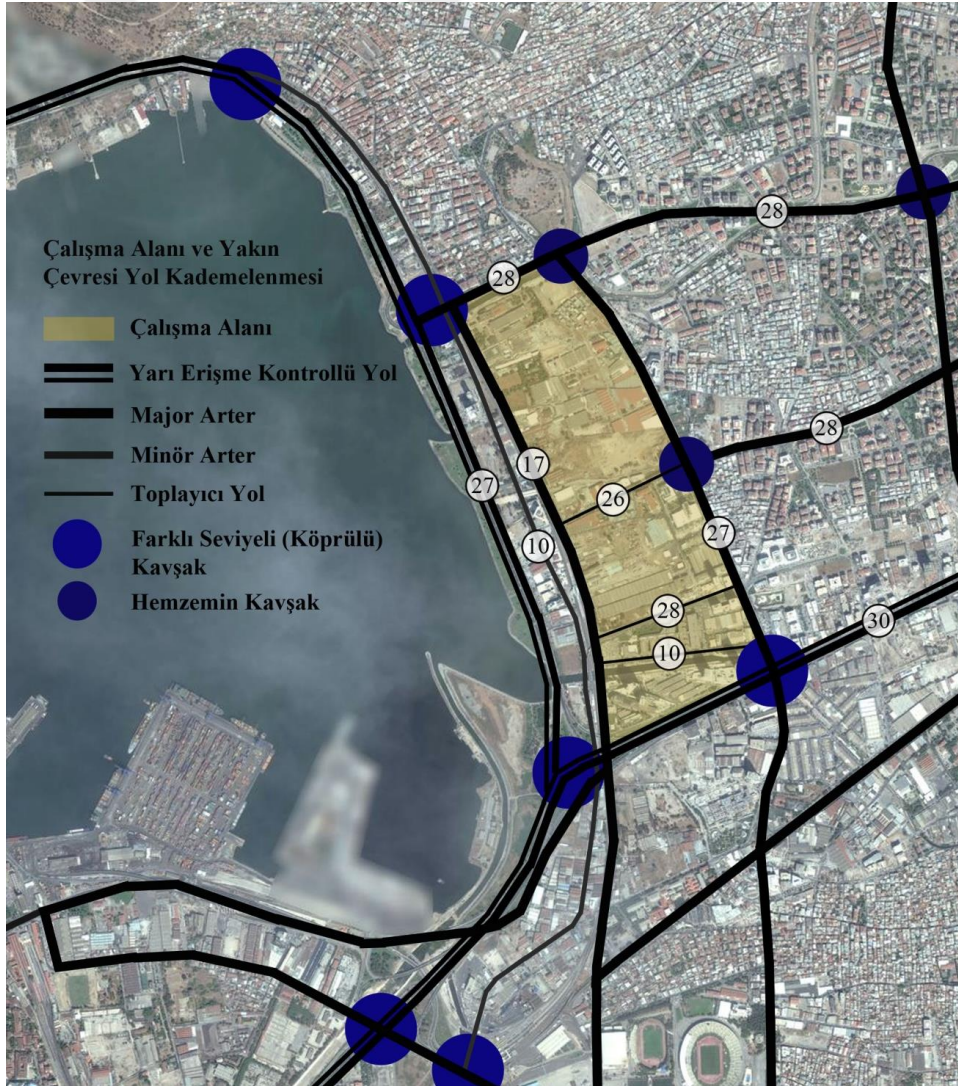 Çalışma Alanı ve Yakın
Çevresi Yol Kademelenmesi
Çalışma Alanı
Yarı Erişme Kontrollü Yol
Major Arter
Minör Arter
Toplayıcı Yol
Farklı Seviyeli (Köprülü)
Kavşak
Hemzemin Kavşak
28
28
28
17
27
26
10
27
28
30
10